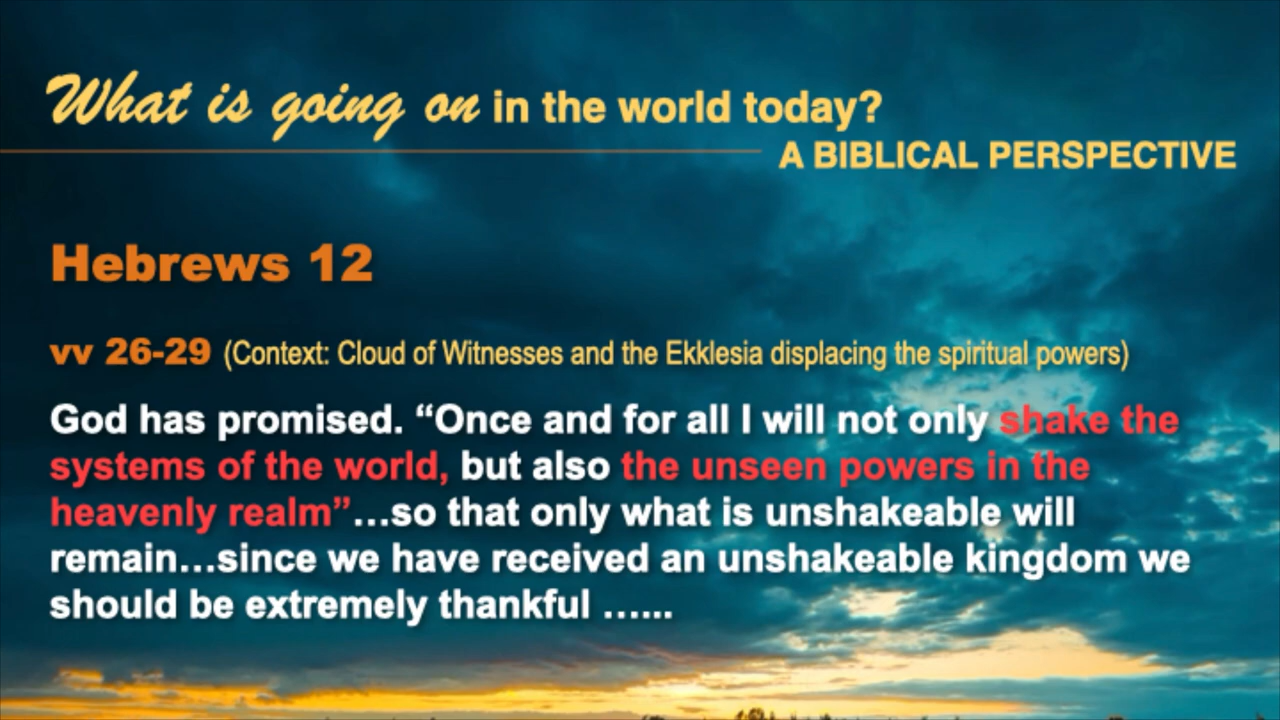 What is going on in the world today?
A BIBLICAL PERSPECTIVE
Hebrews 12
vv 26-29 (Context: Cloud of Witnesses and the Ekklesia displacing the spiritual powers)
God has promised. “Once and for all I will not only shake the
systems of the world, but also the unseen powers in the
heavenly realm”…so that only what is unshakeable will
remain…since we have received an unshakeable kingdom we
should be extremely thankful …...